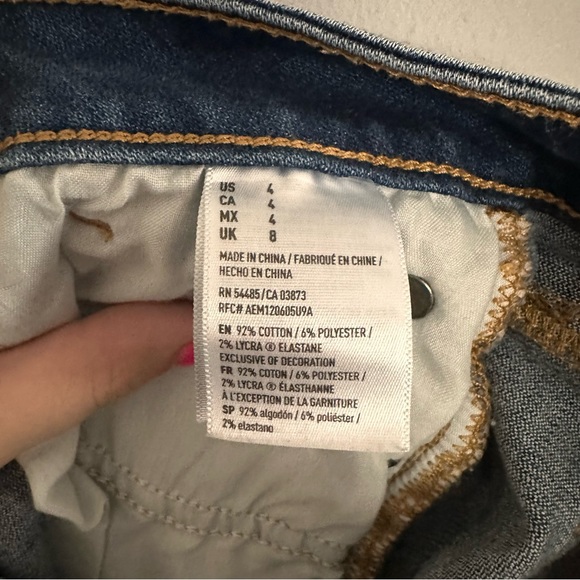 US 4
CA 4
MX 4
UK 8
MADE IN CHINA / FABRIQUÉ EN CHINE /
HECHO EN CHINA
RN 54485/CA 03873
RFC# AEM120605U9A
EN 92% COTTON / 6% POLYESTER /
2% LYCRA ® ELASTANE
EXCLUSIVE OF DECORATION
FR 92% COTON / 6% POLYESTER /
2% LYCRA ® ÉLASTHANNE
À L'EXCEPTION DE LA GARNITURE
SP 92% algodón / 6% poliéster /
2% elastano